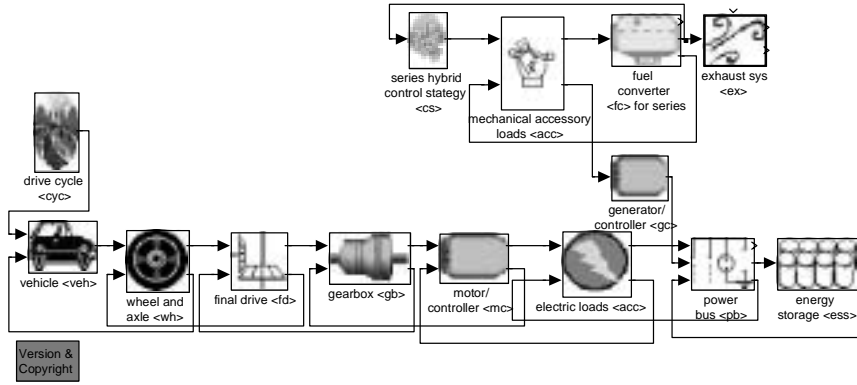 series hybrid
control stategy
<cs>
mechanical accessory
loads <acc>
fuel
converter
<fc> for series
exhaust sys
<ex>
drive cycle
<cyc>
generator/
controller <gc>
vehicle <veh>
wheel and
axle <wh>
final drive <fd>
gearbox <gb>
motor/
controller <mc>
electric loads <acc>
power
bus <pb>
energy
storage <ess>
Version &
Copyright